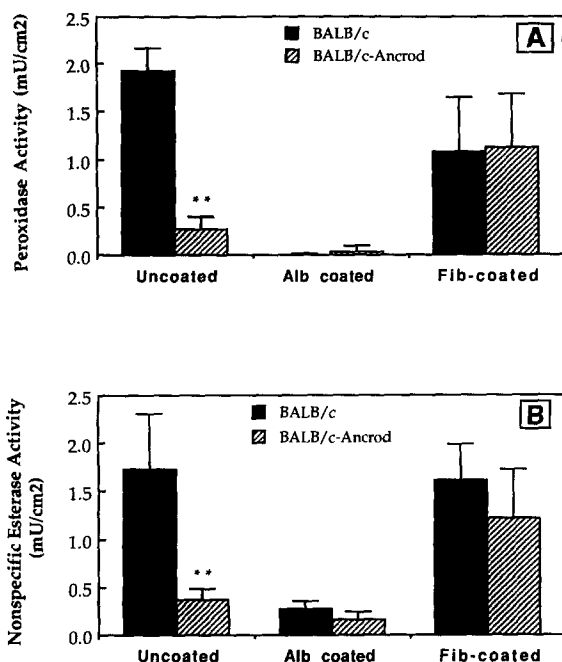 Peroxidase Activity (mU/cm2)
2.5
2.0
1.5
1.0
0.5
0.0
BALB/c
BALB/c-Ancrod
A
**
Uncoated
Alb coated
Fib-coated
Nonspecific Esterase Activity
(mU/cm2)
2.5
2.0
1.5
1.0
0.5
0.0
BALB/c
BALB/c-Ancrod
B
**
Uncoated
Alb coated
Fib-coated